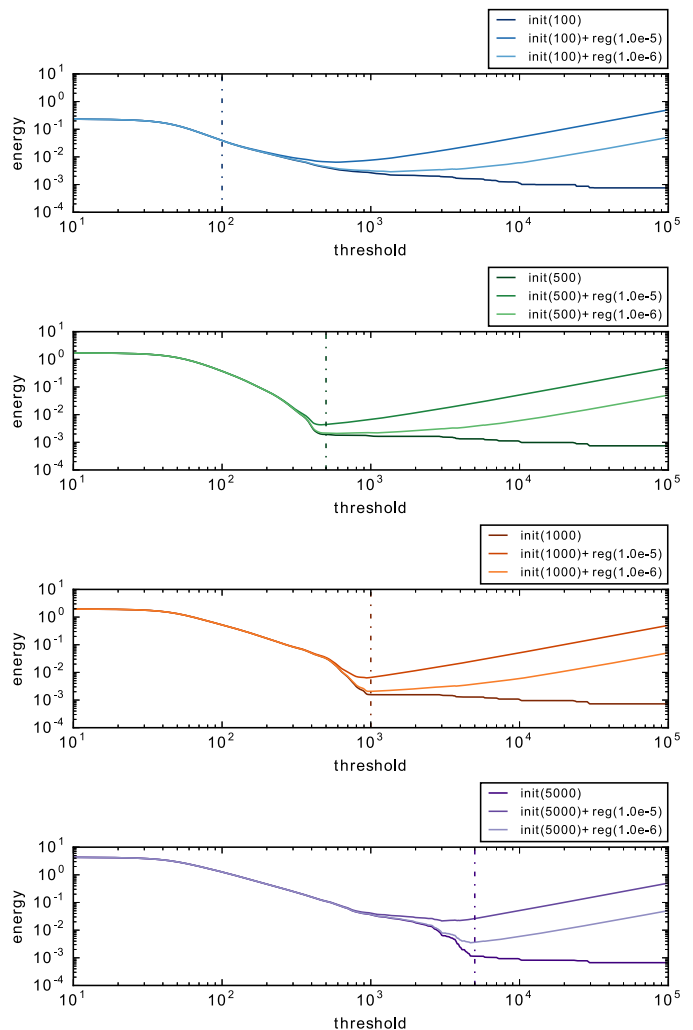 init(100)
init(100)+reg(1.0e-5)
init(100)+reg(1.0e-6)
10^1
10^0
10^-1
10^-2
10^-3
10^-4
energy
10^1 10^2 10^3 10^4 10^5
threshold
init(500)
init(500)+reg(1.0e-5)
init(500)+reg(1.0e-6)
10^1
10^0
10^-1
10^-2
10^-3
10^-4
energy
10^1 10^2 10^3 10^4 10^5
threshold
init(1000)
init(1000)+reg(1.0e-5)
init(1000)+reg(1.0e-6)
10^1
10^0
10^-1
10^-2
10^-3
10^-4
energy
10^1 10^2 10^3 10^4 10^5
threshold
init(5000)
init(5000)+reg(1.0e-5)
init(5000)+reg(1.0e-6)
10^1
10^0
10^-1
10^-2
10^-3
10^-4
energy
10^1 10^2 10^3 10^4 10^5
threshold